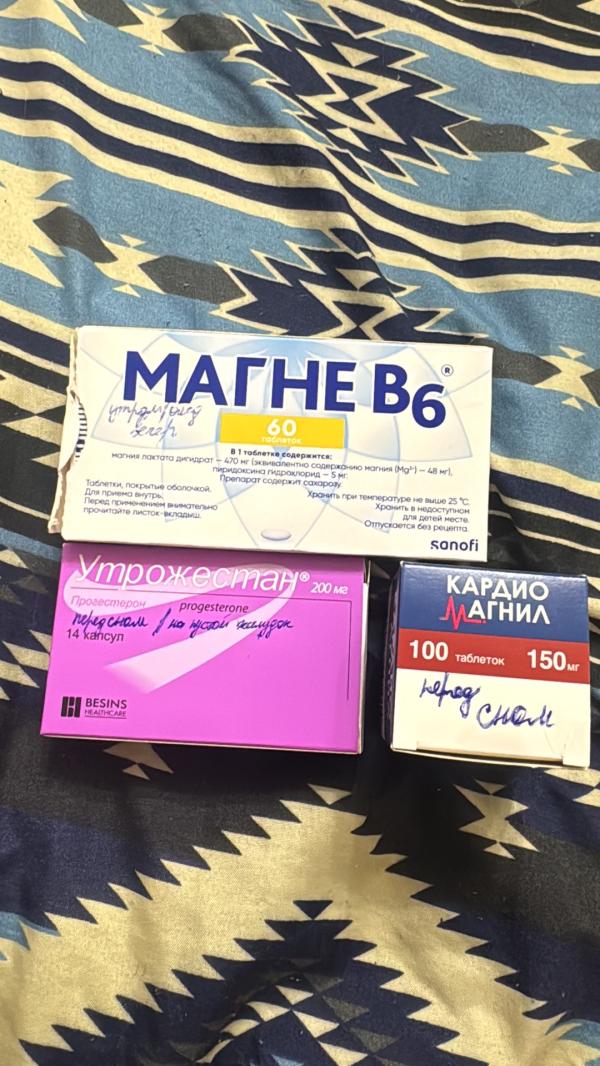 МАГНЕ B6®
утром, обед
вечер
60
таблеток
В 1 таблетке содержится:
магния лактата дигидрат – 470 мг (эквивалентно содержанию магния (Mg²⁺) – 48 мг),
пиридоксина гидрохлорид – 5 мг.
Препарат содержит сахарозу.
Таблетки, покрытые оболочкой.
Для приема внутрь.
Перед применением внимательно
прочитайте листок-вкладыш.
Хранить при температуре не выше 25 °C.
Хранить в недоступном
для детей месте.
Отпускается без рецепта.
sanofi
Утрожестан® 200 мг
Прогестерон progesterone
перед сном / на пустой желудок
14 капсул
BESINS
HEALTHCARE
КАРДИО
МАГНИЛ
100 таблеток 150 мг
перед
сном